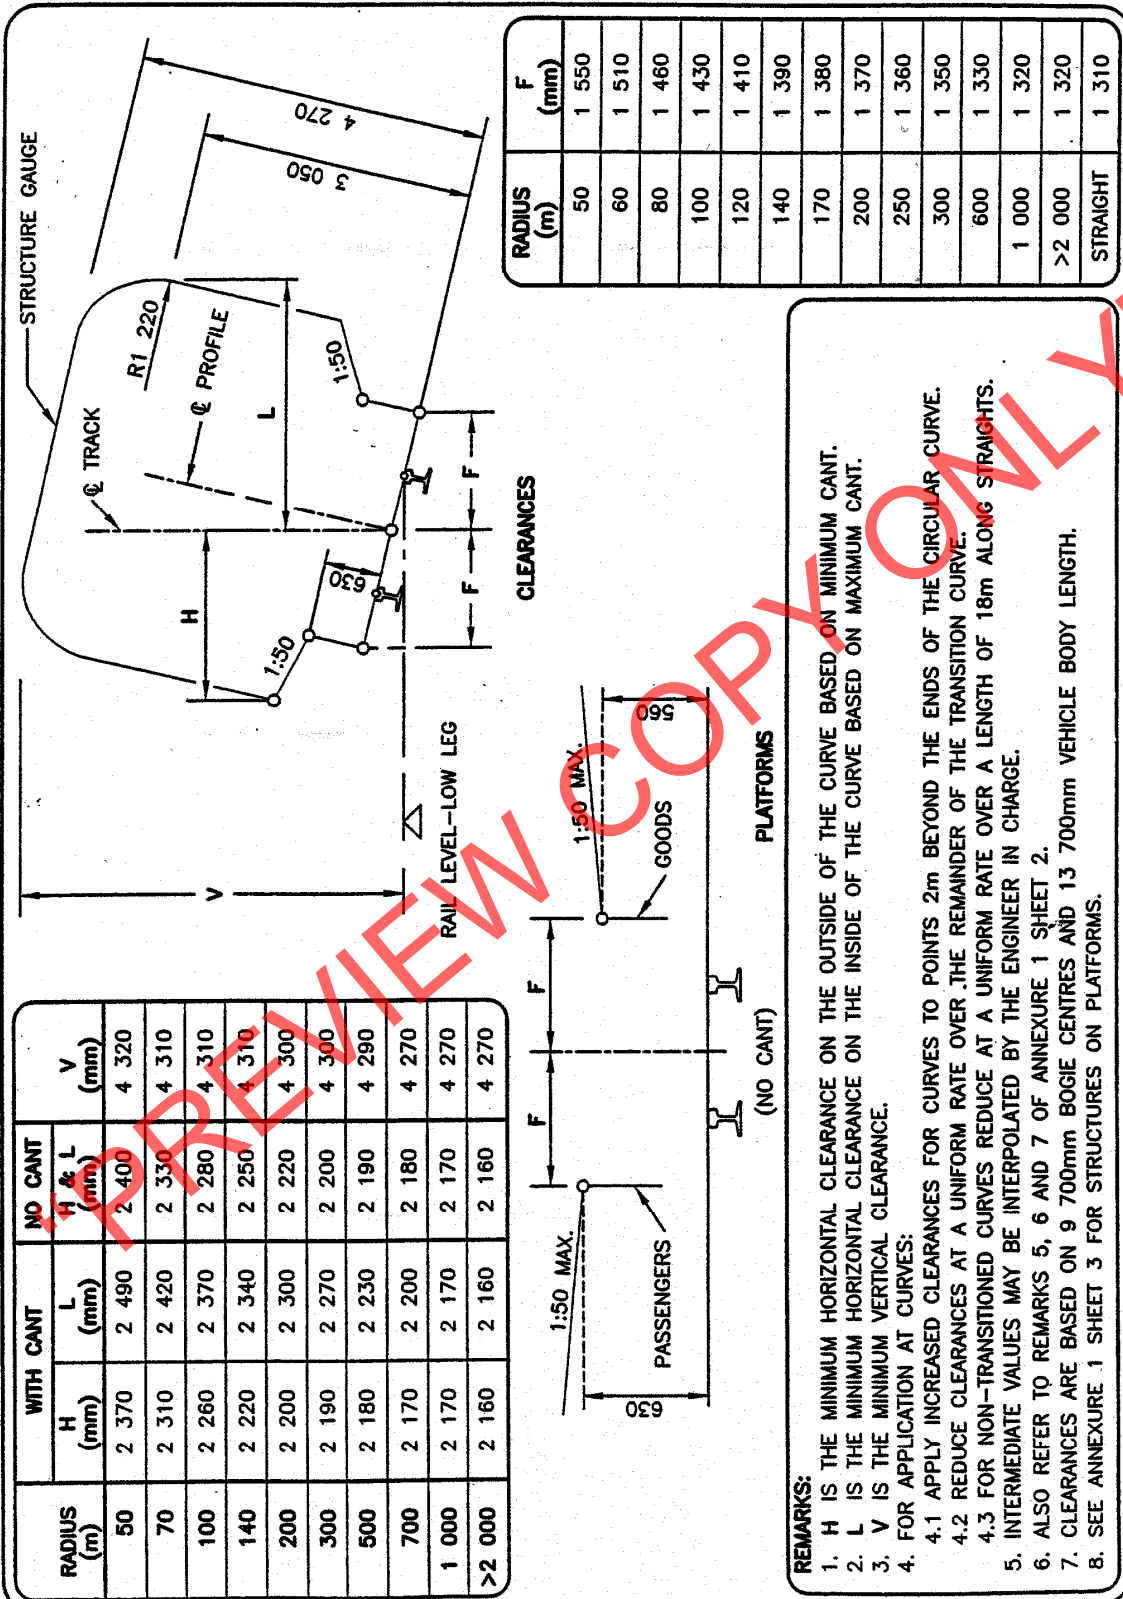 WITH CANT NO CANT
RADIUS (m) H (mm) L (mm) H & L (mm) V (mm)
50 2 370 2 490 2 400 4 320
70 2 310 2 420 2 330 4 310
100 2 260 2 370 2 280 4 310
140 2 220 2 340 2 250 4 310
200 2 200 2 300 2 220 4 300
300 2 190 2 270 2 200 4 300
500 2 180 2 230 2 190 4 290
700 2 170 2 200 2 180 4 270
1 000 2 170 2 170 2 170 4 270
>2 000 2 160 2 160 2 160 4 270
STRUCTURE GAUGE
℄ TRACK
R1 220
℄ PROFILE
4 270
3 050
V
H
L
1:50
1:50
630
F
F
RAIL LEVEL-LOW LEG
CLEARANCES
1:50 MAX.
F
F
1:50 MAX.
630
560
PASSENGERS
GOODS
(NO CANT)
PLATFORMS
RADIUS (m) F (mm)
50 1 550
60 1 510
80 1 460
100 1 430
120 1 410
140 1 390
170 1 380
200 1 370
250 1 360
300 1 350
600 1 330
1 000 1 320
>2 000 1 320
STRAIGHT 1 310
REMARKS:
1. H IS THE MINIMUM HORIZONTAL CLEARANCE ON THE OUTSIDE OF THE CURVE BASED ON MINIMUM CANT.
2. L IS THE MINIMUM HORIZONTAL CLEARANCE ON THE INSIDE OF THE CURVE BASED ON MAXIMUM CANT.
3. V IS THE MINIMUM VERTICAL CLEARANCE.
4. FOR APPLICATION AT CURVES:
4.1 APPLY INCREASED CLEARANCES FOR CURVES TO POINTS 2m BEYOND THE ENDS OF THE CIRCULAR CURVE.
4.2 REDUCE CLEARANCES AT A UNIFORM RATE OVER THE REMAINDER OF THE TRANSITION CURVE.
4.3 FOR NON-TRANSITIONED CURVES REDUCE AT A UNIFORM RATE OVER A LENGTH OF 18m ALONG STRAIGHTS.
5. INTERMEDIATE VALUES MAY BE INTERPOLATED BY THE ENGINEER IN CHARGE.
6. ALSO REFER TO REMARKS 5, 6 AND 7 OF ANNEXURE 1 SHEET 2.
7. CLEARANCES ARE BASED ON 9 700mm BOGIE CENTRES AND 13 700mm VEHICLE BODY LENGTH.
8. SEE ANNEXURE 1 SHEET 3 FOR STRUCTURES ON PLATFORMS.
"PREVIEW COPY ONLY